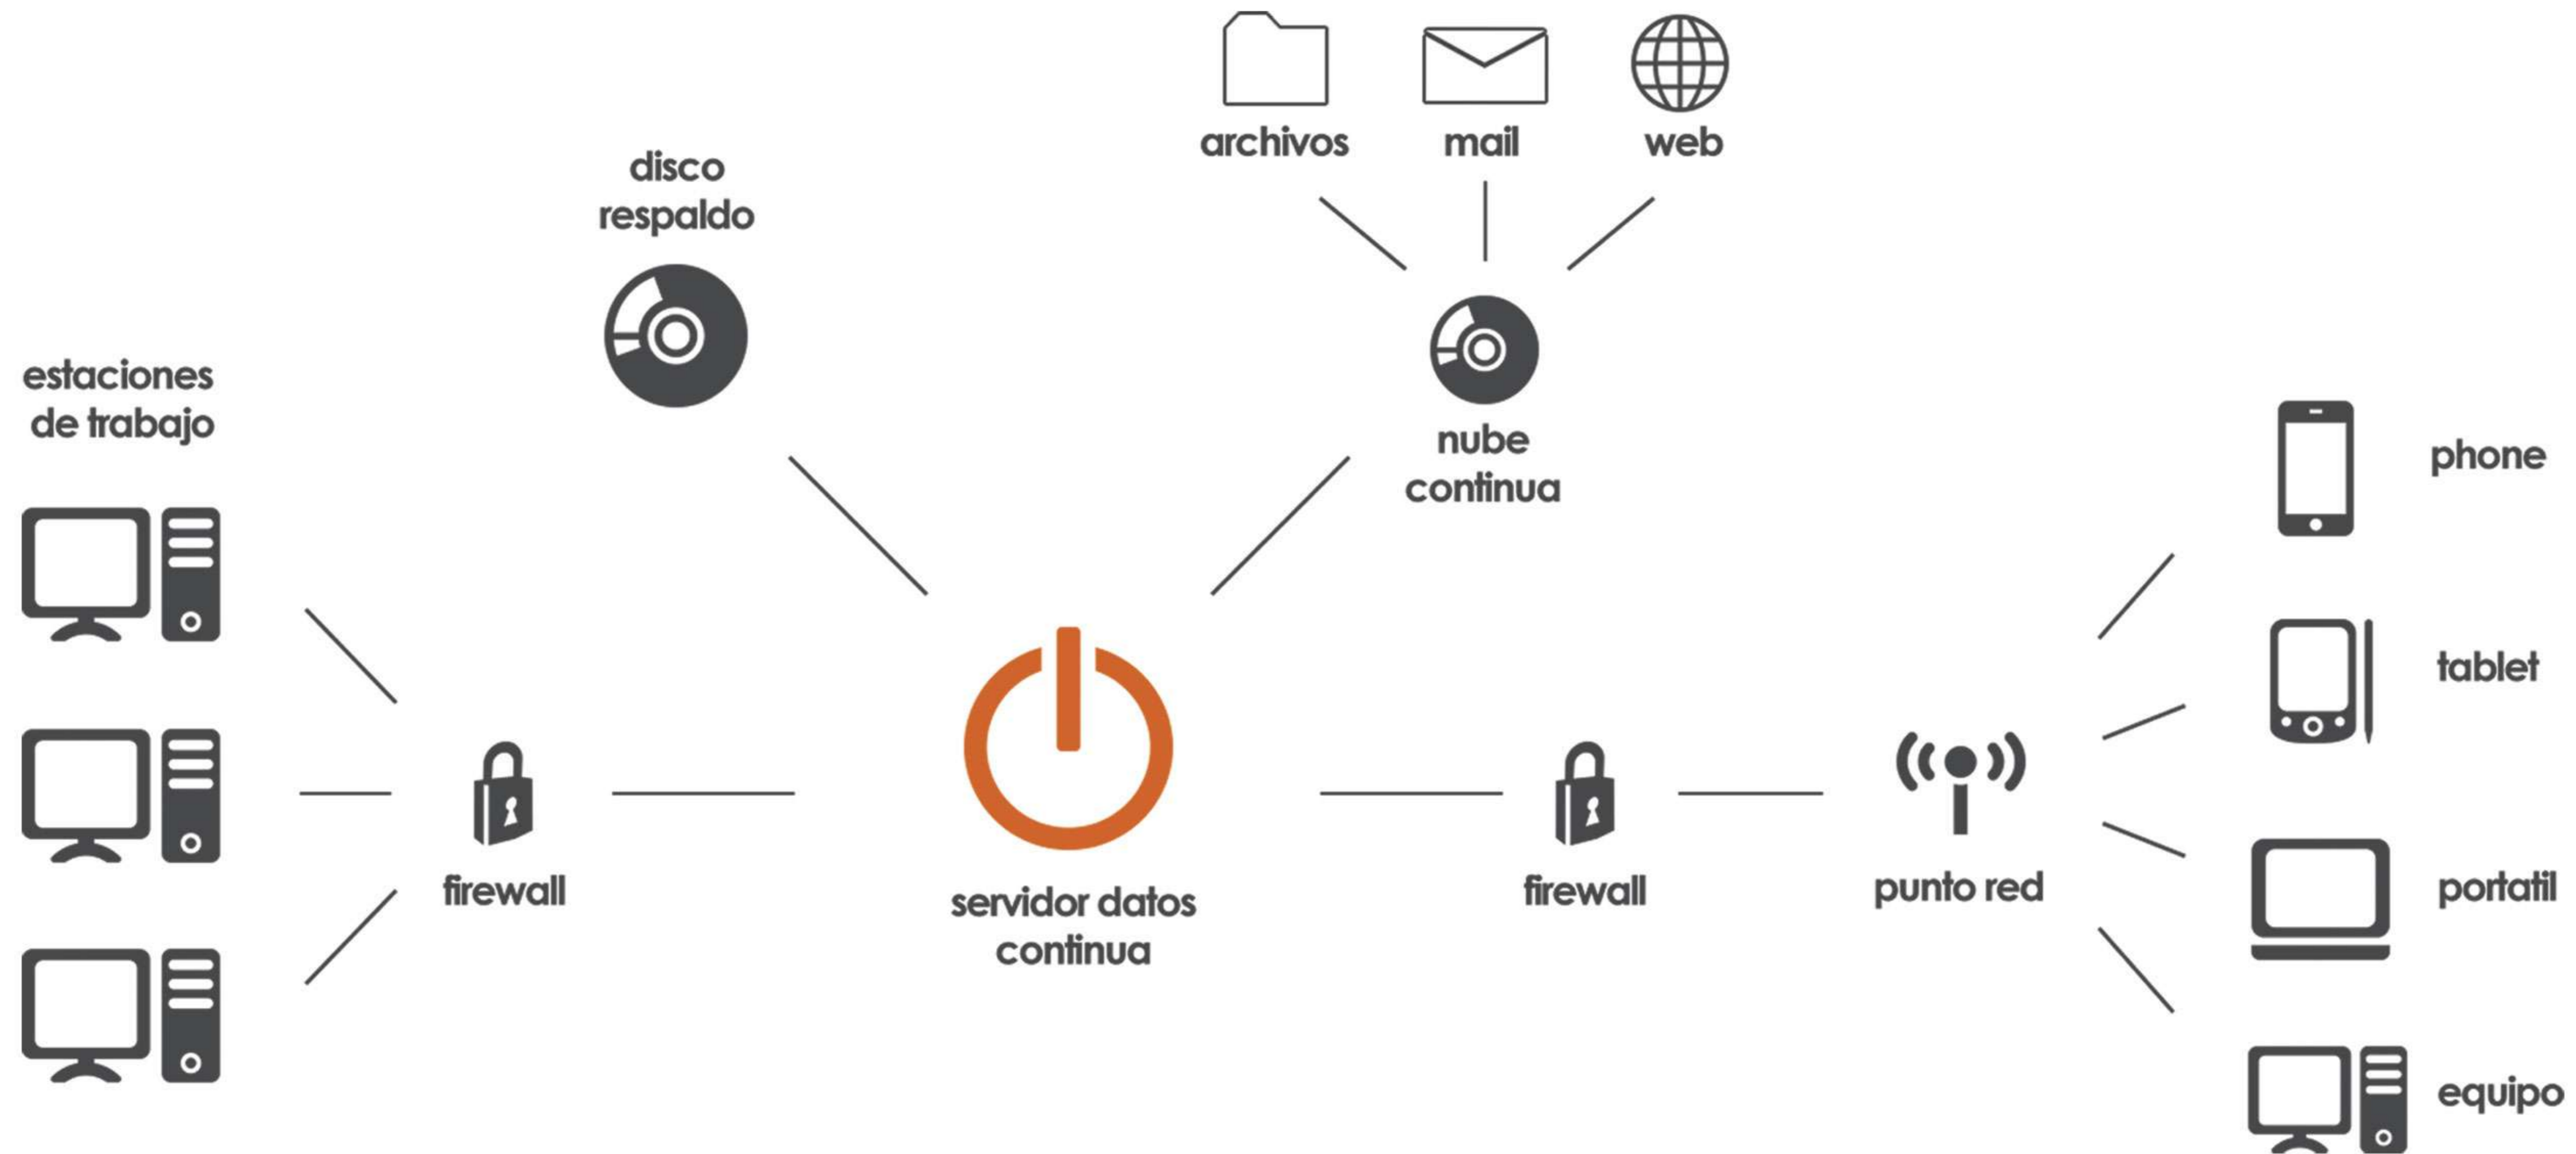 archivos
mail
web
disco
respaldo
nube
continua
estaciones
de trabajo
phone
tablet
firewall
servidor datos
continua
firewall
punto red
portatil
equipo